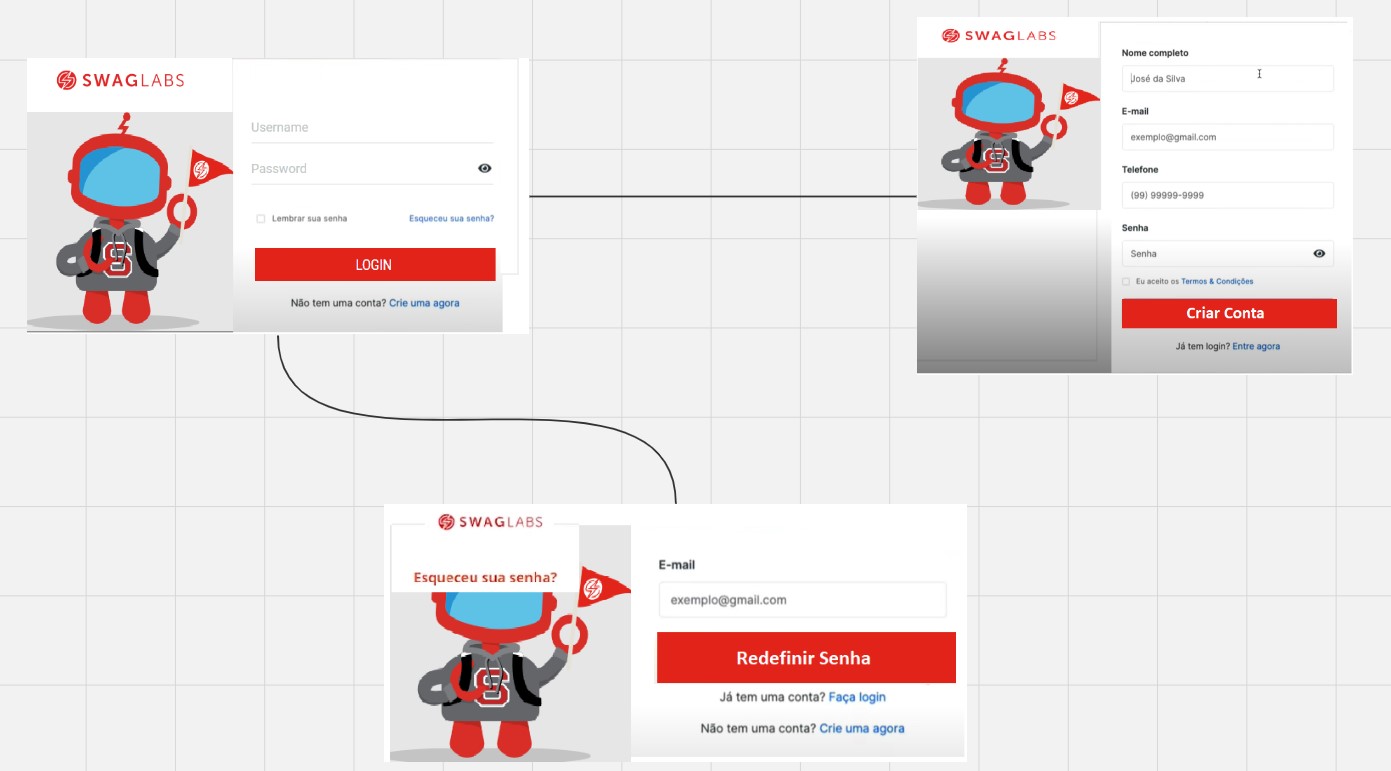 SWAGLABS
Username
Password
Lembrar sua senha
Esqueceu sua senha?
LOGIN
Não tem uma conta? Crie uma agora
SWAGLABS
Nome completo
José da Silva
E-mail
exemplo@gmail.com
Telefone
(99) 99999-9999
Senha
Senha
Eu aceito os Termos & Condições
Criar Conta
Já tem login? Entre agora
SWAGLABS
Esqueceu sua senha?
E-mail
exemplo@gmail.com
Redefinir Senha
Já tem uma conta? Faça login
Não tem uma conta? Crie uma agora